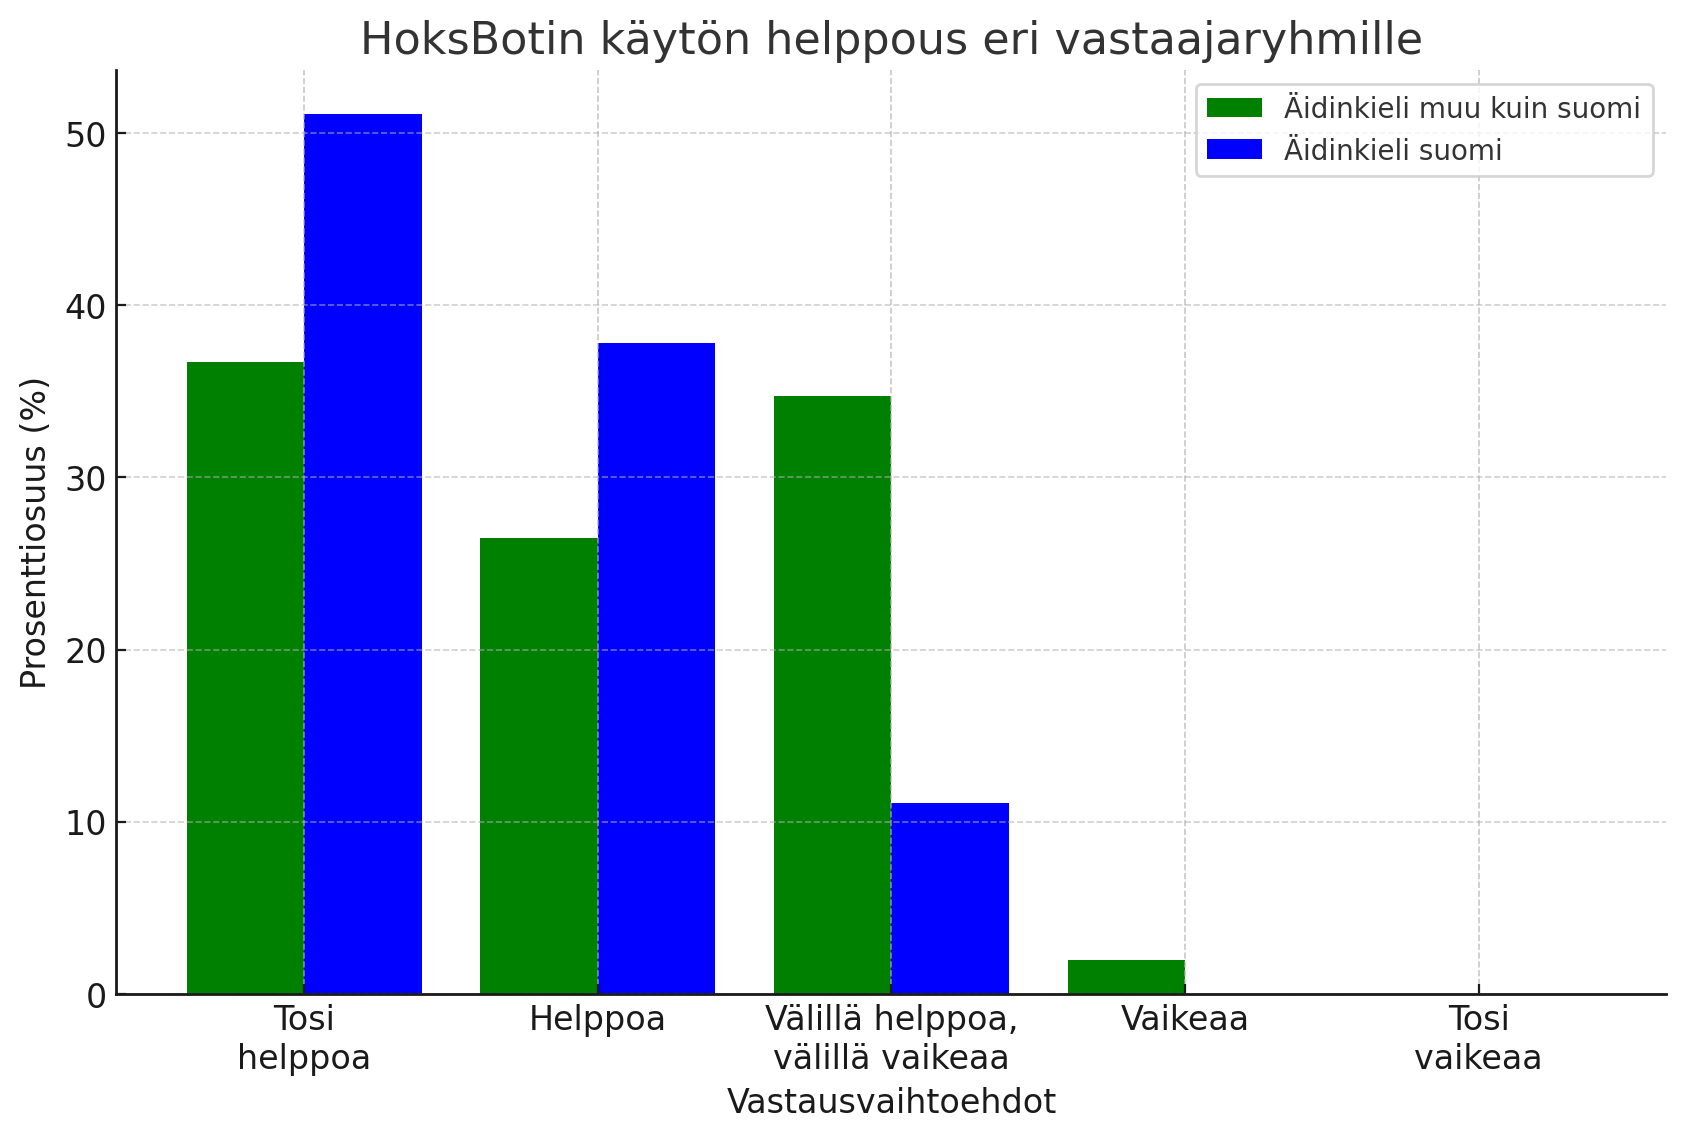 HoksBotin käytön helppous eri vastaajaryhmille
Äidinkieli muu kuin suomi
Äidinkieli suomi
Prosenttiosuus (%)
50
40
30
20
10
0
Tosi
helppoa
Helppoa
Välillä helppoa,
välillä vaikeaa
Vaikeaa
Tosi
vaikeaa
Vastausvaihtoehdot